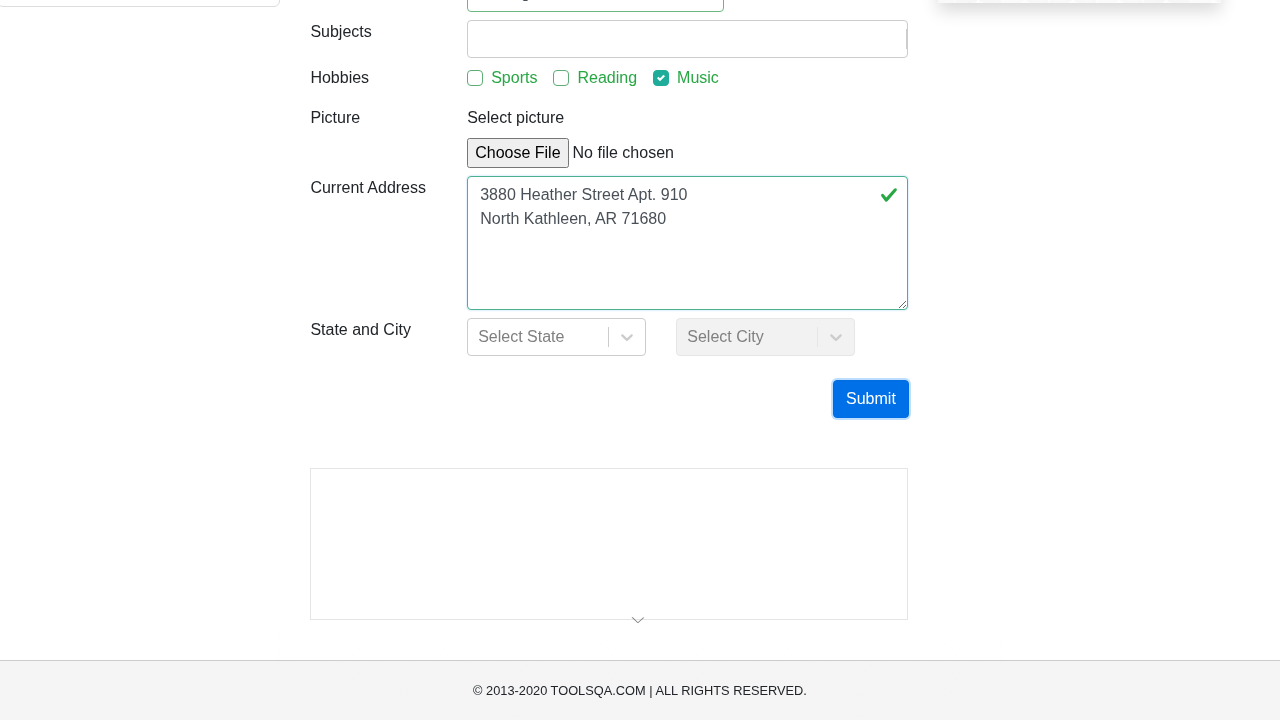 Subjects
Hobbies
Sports Reading Music
Picture
Select picture
Choose File No file chosen
Current Address
3880 Heather Street Apt. 910
North Kathleen, AR 71680
State and City
Select State
Select City
Submit
© 2013-2020 TOOLSQA.COM | ALL RIGHTS RESERVED.